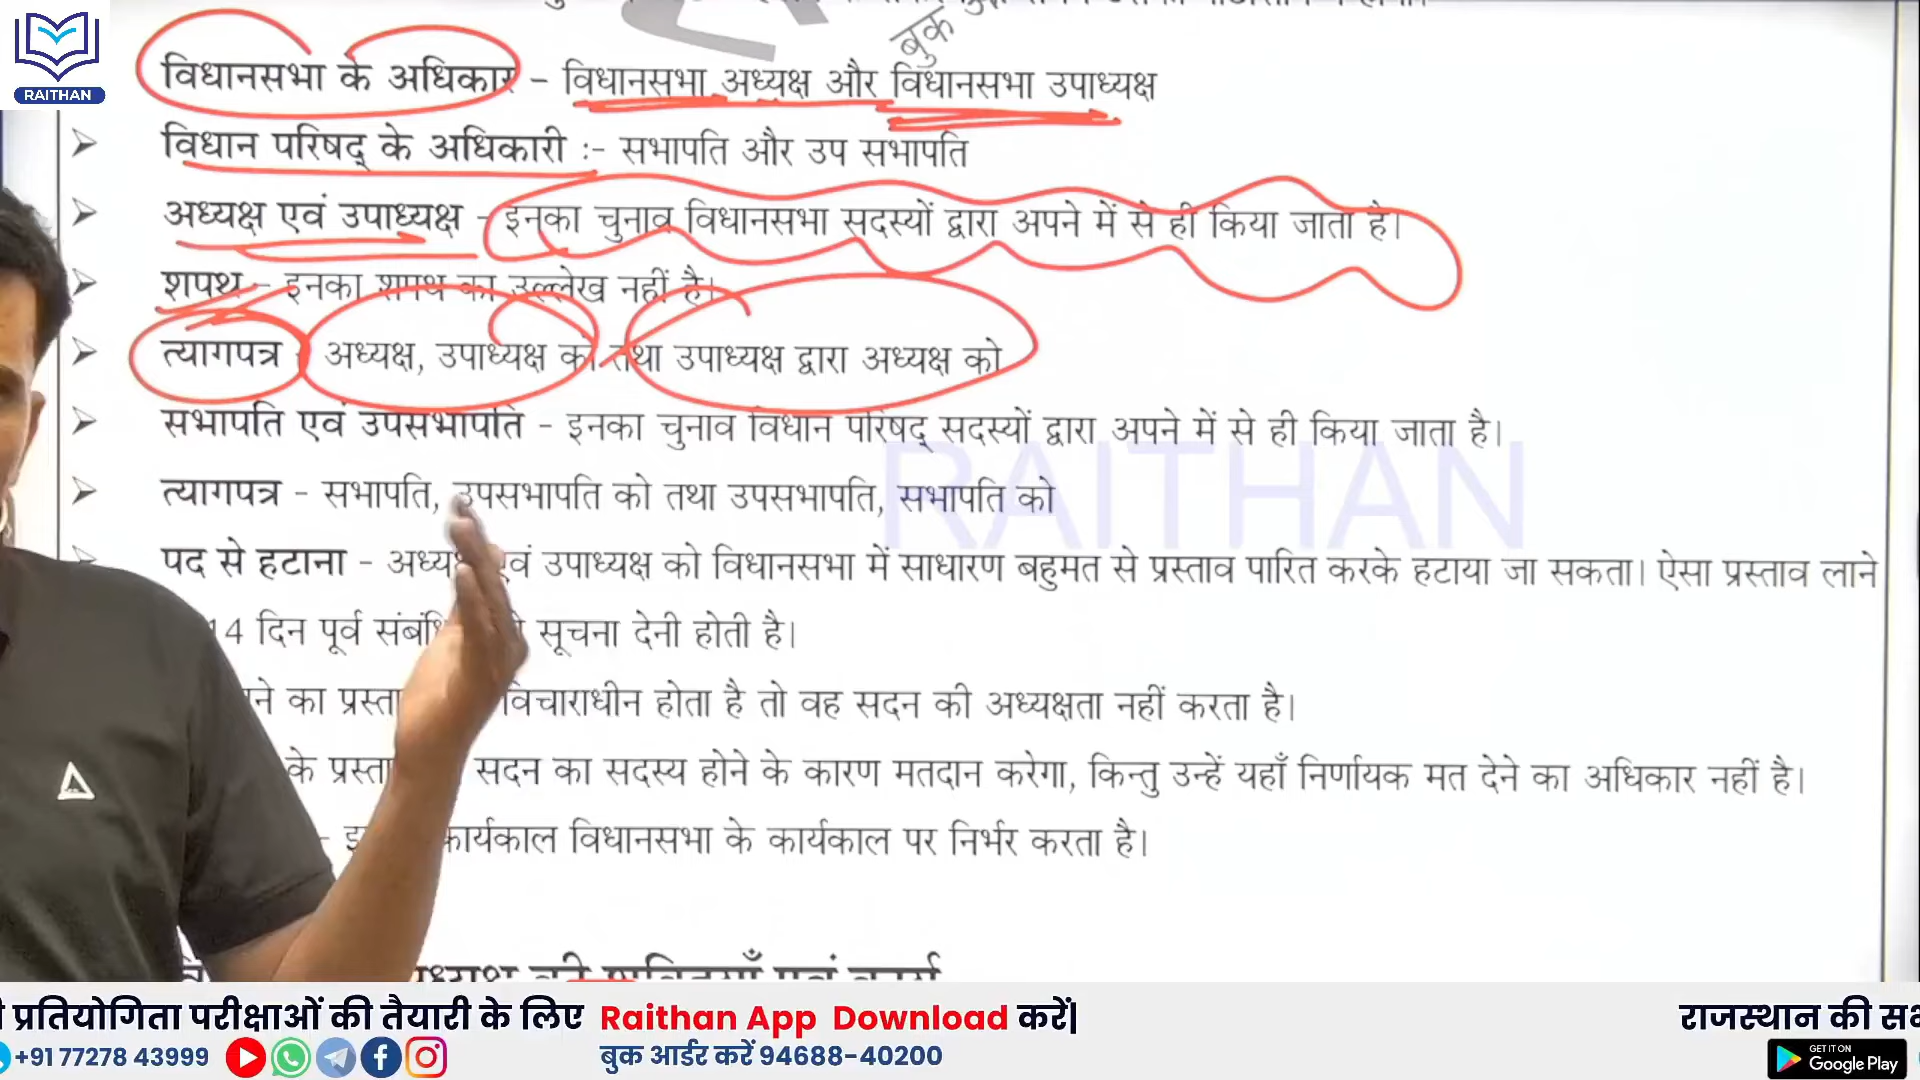 RAITHAN
बुक
विधानसभा के अधिकार – विधानसभा अध्यक्ष और विधानसभा उपाध्यक्ष
➢ विधान परिषद् के अधिकारी :- सभापति और उप सभापति
➢ अध्यक्ष एवं उपाध्यक्ष - इनका चुनाव विधानसभा सदस्यों द्वारा अपने में से ही किया जाता है।
➢ शपथ – इनका शपथ का उल्लेख नहीं है।
➢ त्यागपत्र - अध्यक्ष, उपाध्यक्ष को तथा उपाध्यक्ष द्वारा अध्यक्ष को
➢ सभापति एवं उपसभापति - इनका चुनाव विधान परिषद् सदस्यों द्वारा अपने में से ही किया जाता है।
➢ त्यागपत्र - सभापति, उपसभापति को तथा उपसभापति, सभापति को
RAITHAN
पद से हटाना - एवं उपाध्यक्ष को विधानसभा में साधारण बहुमत से प्रस्ताव पारित करके हटाया जा सकता। ऐसा प्रस्ताव लाने
14 दिन पूर्व सूचना देनी होती है।
का विचाराधीन होता है तो वह सदन की अध्यक्षता नहीं करता है।
के सदन का सदस्य होने के कारण मतदान करेगा, किन्तु उन्हें यहाँ निर्णायक मत देने का अधिकार नहीं है।
- कार्यकाल विधानसभा के कार्यकाल पर निर्भर करता है।
प्रतियोगिता परीक्षाओं की तैयारी के लिए Raithan App Download करें|
राजस्थान की
+91 77278 43999
बुक आर्डर करें 94688-40200
GET IT ON
Google Play